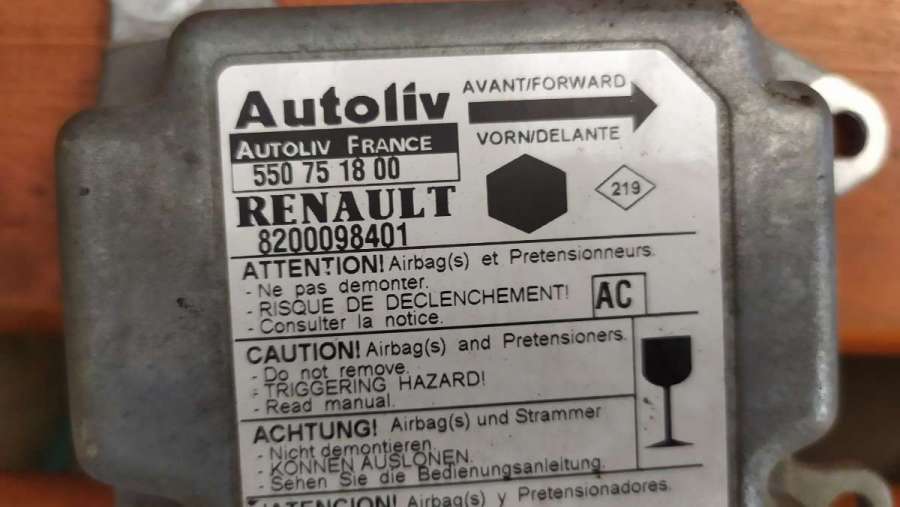 Autoliv
AVANT/FORWARD
AUTOLIV FRANCE
VORN/DELANTE
550 75 18 00
RENAULT
219
8200098401
ATTENTION! Airbag(s) et Pretensionneurs.
- Ne pas demonter.
- RISQUE DE DECLENCHEMENT!
- Consulter la notice.
AC
CAUTION! Airbag(s) and Pretensioners.
- Do not remove.
- TRIGGERING HAZARD!
- Read manual.
ACHTUNG! Airbag(s) und Strammer
- Nicht demontieren.
- KONNEN AUSLONEN.
- Sehen Sie die Bedienungsanleitung.
¡ATENCION! Airbag(s) y Pretensionadores.